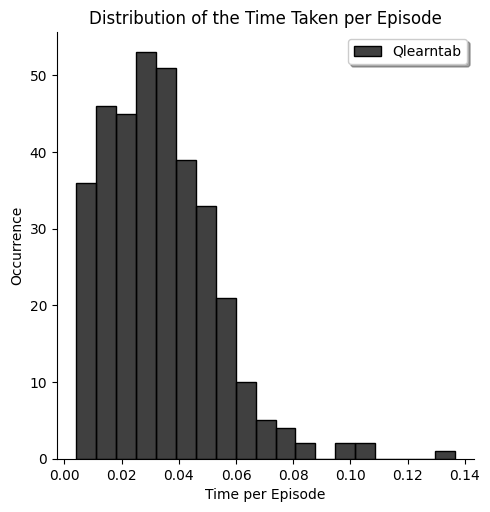 Distribution of the Time Taken per Episode
Qlearntab
50
40
30
20
10
0
Occurrence
0.00 0.02 0.04 0.06 0.08 0.10 0.12 0.14
Time per Episode